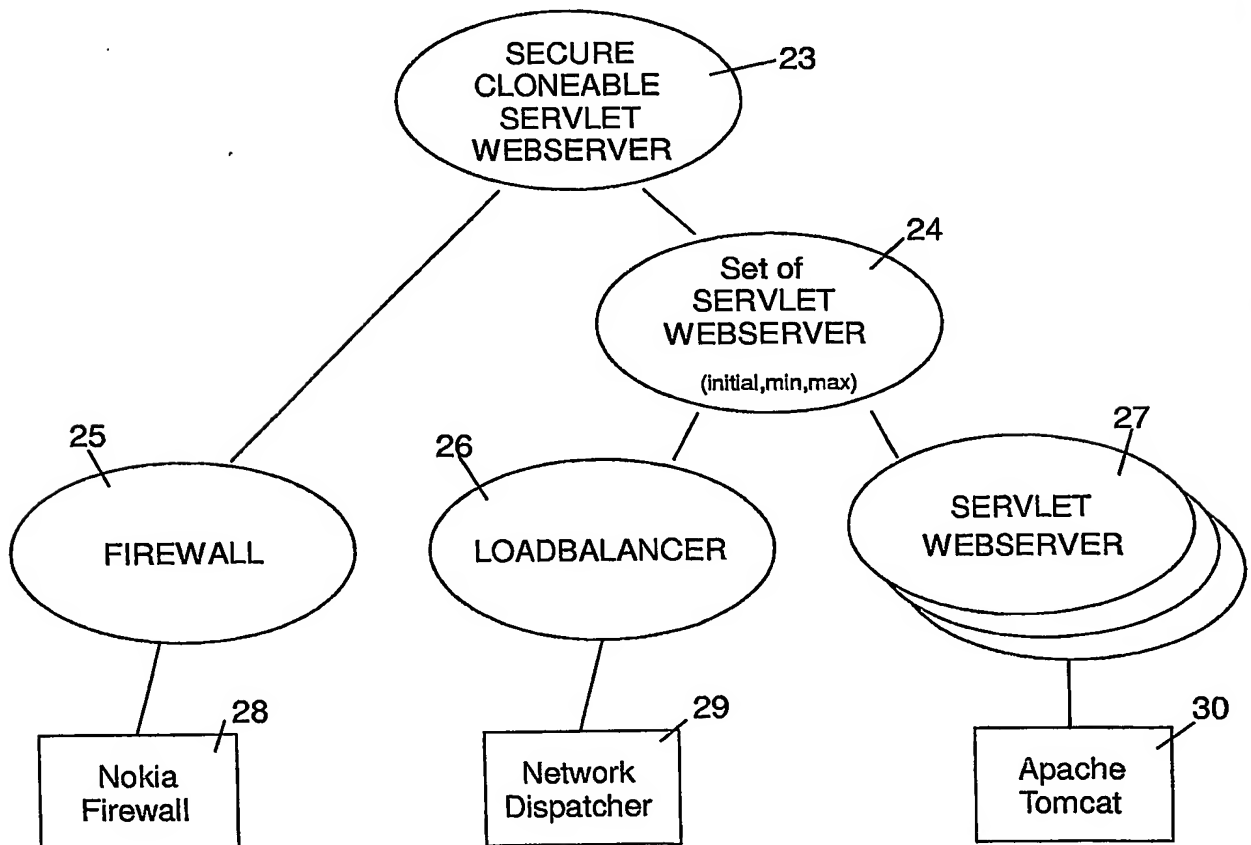 SECURE
CLONEABLE
SERVLET
WEBSERVER
23
Set of
SERVLET
WEBSERVER
(initial,min,max)
24
25
FIREWALL
26
LOADBALANCER
27
SERVLET
WEBSERVER
28
Nokia
Firewall
29
Network
Dispatcher
30
Apache
Tomcat